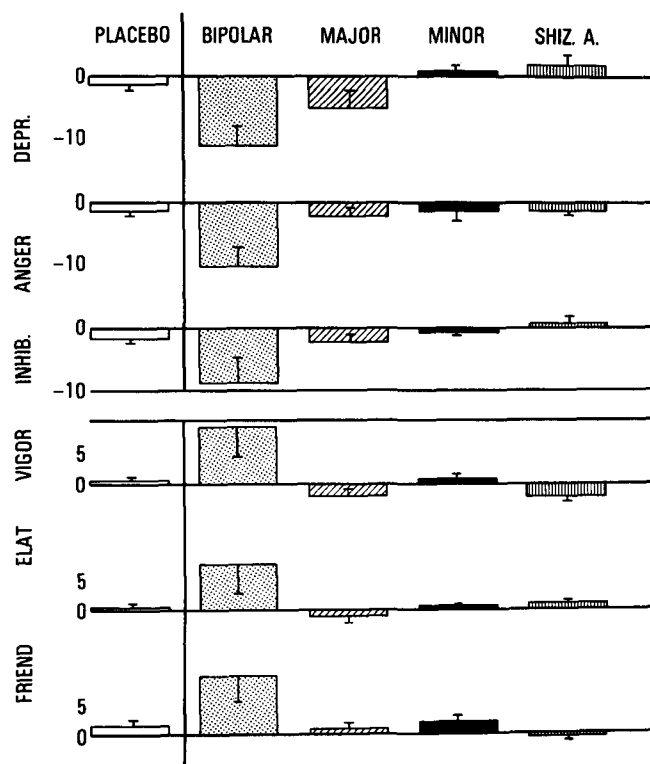 PLACEBO BIPOLAR MAJOR MINOR SHIZ. A.
0
DEPR.
-10
0
ANGER
-10
0
INHIB.
-10
VIGOR
5
0
ELAT
5
0
FRIEND
5
0